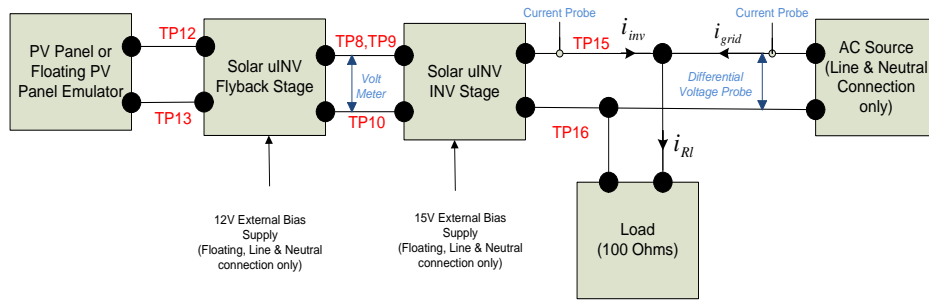 Current Probe
Current Probe
PV Panel or
Floating PV
Panel Emulator
TP12
TP13
Solar uINV
Flyback Stage
TP8,TP9
Volt
Meter
TP10
Solar uINV
INV Stage
TP15
i_inv
i_grid
TP16
Differential
Voltage Probe
AC Source
(Line & Neutral
Connection
only)
i_Rl
Load
(100 Ohms)
12V External Bias
Supply
(Floating, Line & Neutral
connection only)
15V External Bias
Supply
(Floating, Line & Neutral
connection only)